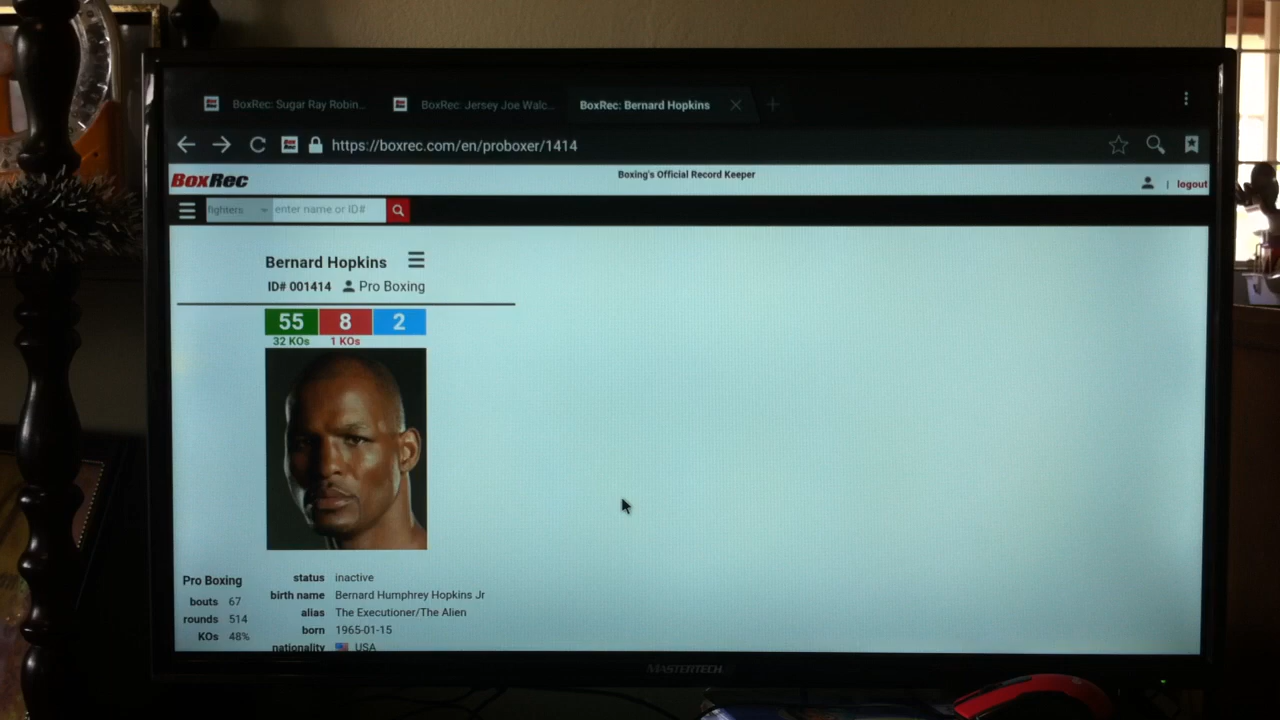 BoxRec: Sugar Ray Robin...
BoxRec: Jersey Joe Walc...
BoxRec: Bernard Hopkins
https://boxrec.com/en/proboxer/1414
BoxRec
Boxing's Official Record Keeper
| logout
fighters
enter name or ID#
Bernard Hopkins
ID# 001414 Pro Boxing
55 8 2
32 KOs 1 KOs
Pro Boxing
bouts 67
rounds 514
KOs 48%
status inactive
birth name Bernard Humphrey Hopkins Jr
alias The Executioner/The Alien
born 1965-01-15
nationality USA
MASTERTECH